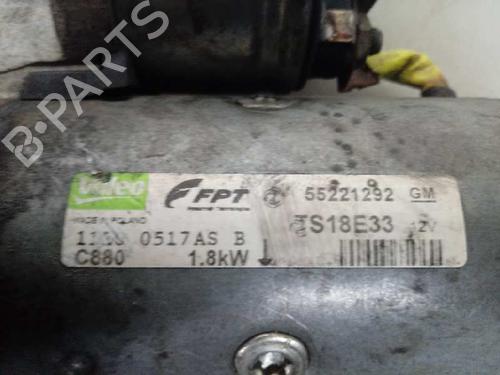 B-PARTS
Valeo FPT 55221292 GM
MADE IN POLAND TS18E33 12V
0517AS B
C880 1.8kW